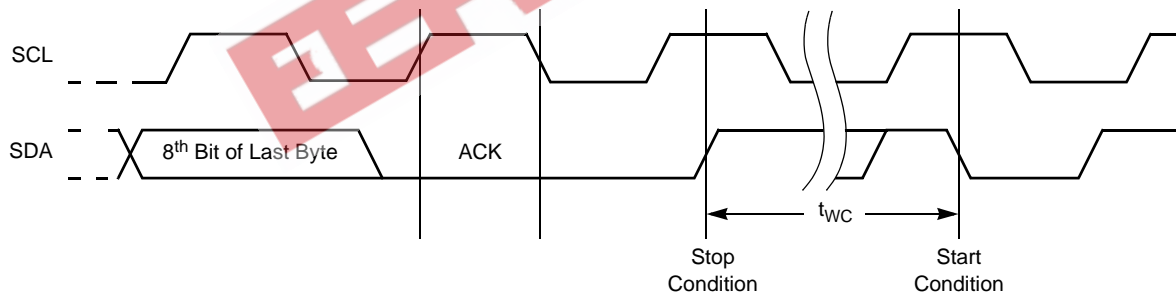 SCL
SDA
8th Bit of Last Byte
ACK
tWC
Stop
Condition
Start
Condition